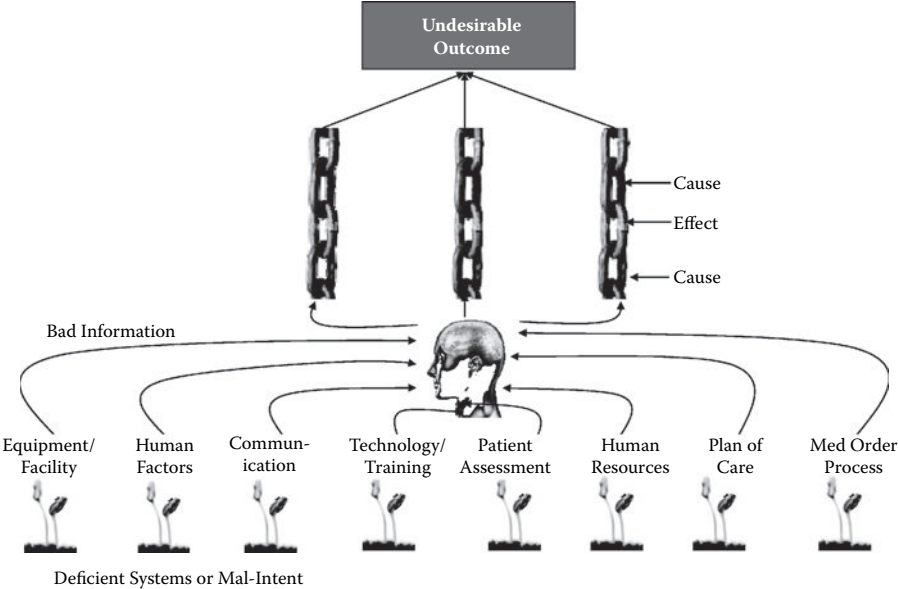 Undesirable
Outcome
Cause
Effect
Cause
Bad Information
Equipment/
Facility
Human
Factors
Commun-
ication
Technology/
Training
Patient
Assessment
Human
Resources
Plan of
Care
Med Order
Process
Deficient Systems or Mal-Intent